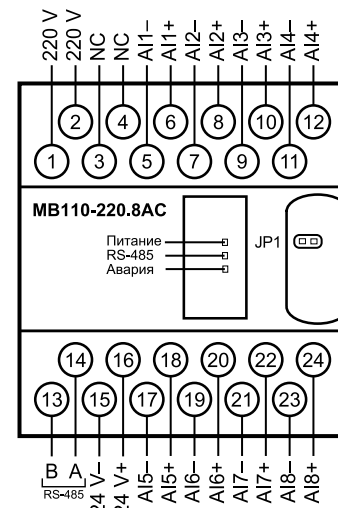 220 V
220 V
NC
NC
AI1–
AI1+
AI2–
AI2+
AI3–
AI3+
AI4–
AI4+
2 4 6 8 10 12
1 3 5 7 9 11
МВ110-220.8АС
Питание
RS-485
Авария
JP1
14 16 18 20 22 24
13 15 17 19 21 23
B A
RS-485
24 V–
24 V+
AI5–
AI5+
AI6–
AI6+
AI7–
AI7+
AI8–
AI8+